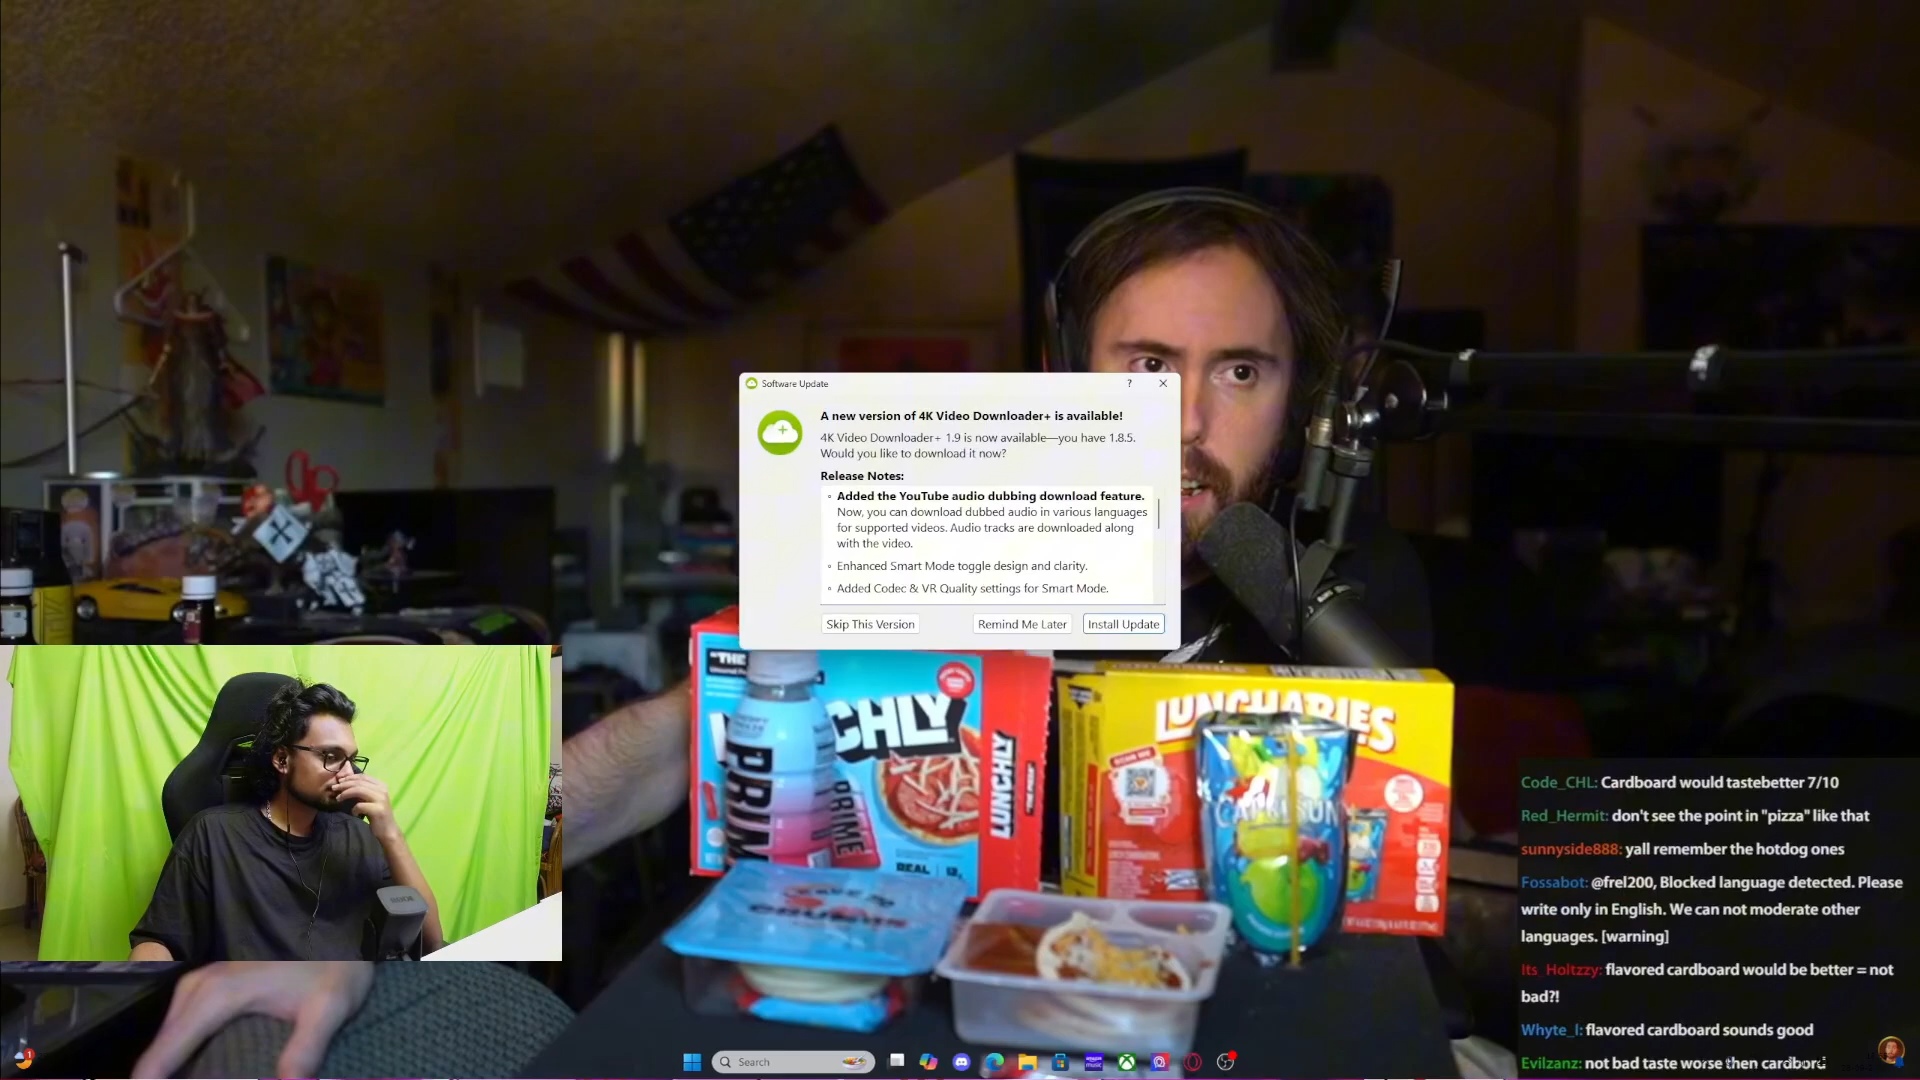 Software Update
?
A new version of 4K Video Downloader+ is available!
4K Video Downloader+ 1.9 is now available—you have 1.8.5.
Would you like to download it now?
Release Notes:
Added the YouTube audio dubbing download feature.
Now, you can download dubbed audio in various languages
for supported videos. Audio tracks are downloaded along
with the video.
Enhanced Smart Mode toggle design and clarity.
Added Codec & VR Quality settings for Smart Mode.
Skip This Version
Remind Me Later
Install Update
"THE
CHLY
LUNCHLY
PRIME
PRIME
REAL
LUNCHABLES
CAPRI SUN
Code_CHL: Cardboard would tastebetter 7/10
Red_Hermit: don't see the point in "pizza" like that
sunnyside888: yall remember the hotdog ones
Fossabot: @frel200, Blocked language detected. Please
write only in English. We can not moderate other
languages. [warning]
Its_Holtzzy: flavored cardboard would be better = not
bad?!
Whyte_l: flavored cardboard sounds good
Evilzanz: not bad taste worse then cardbord
1
Search